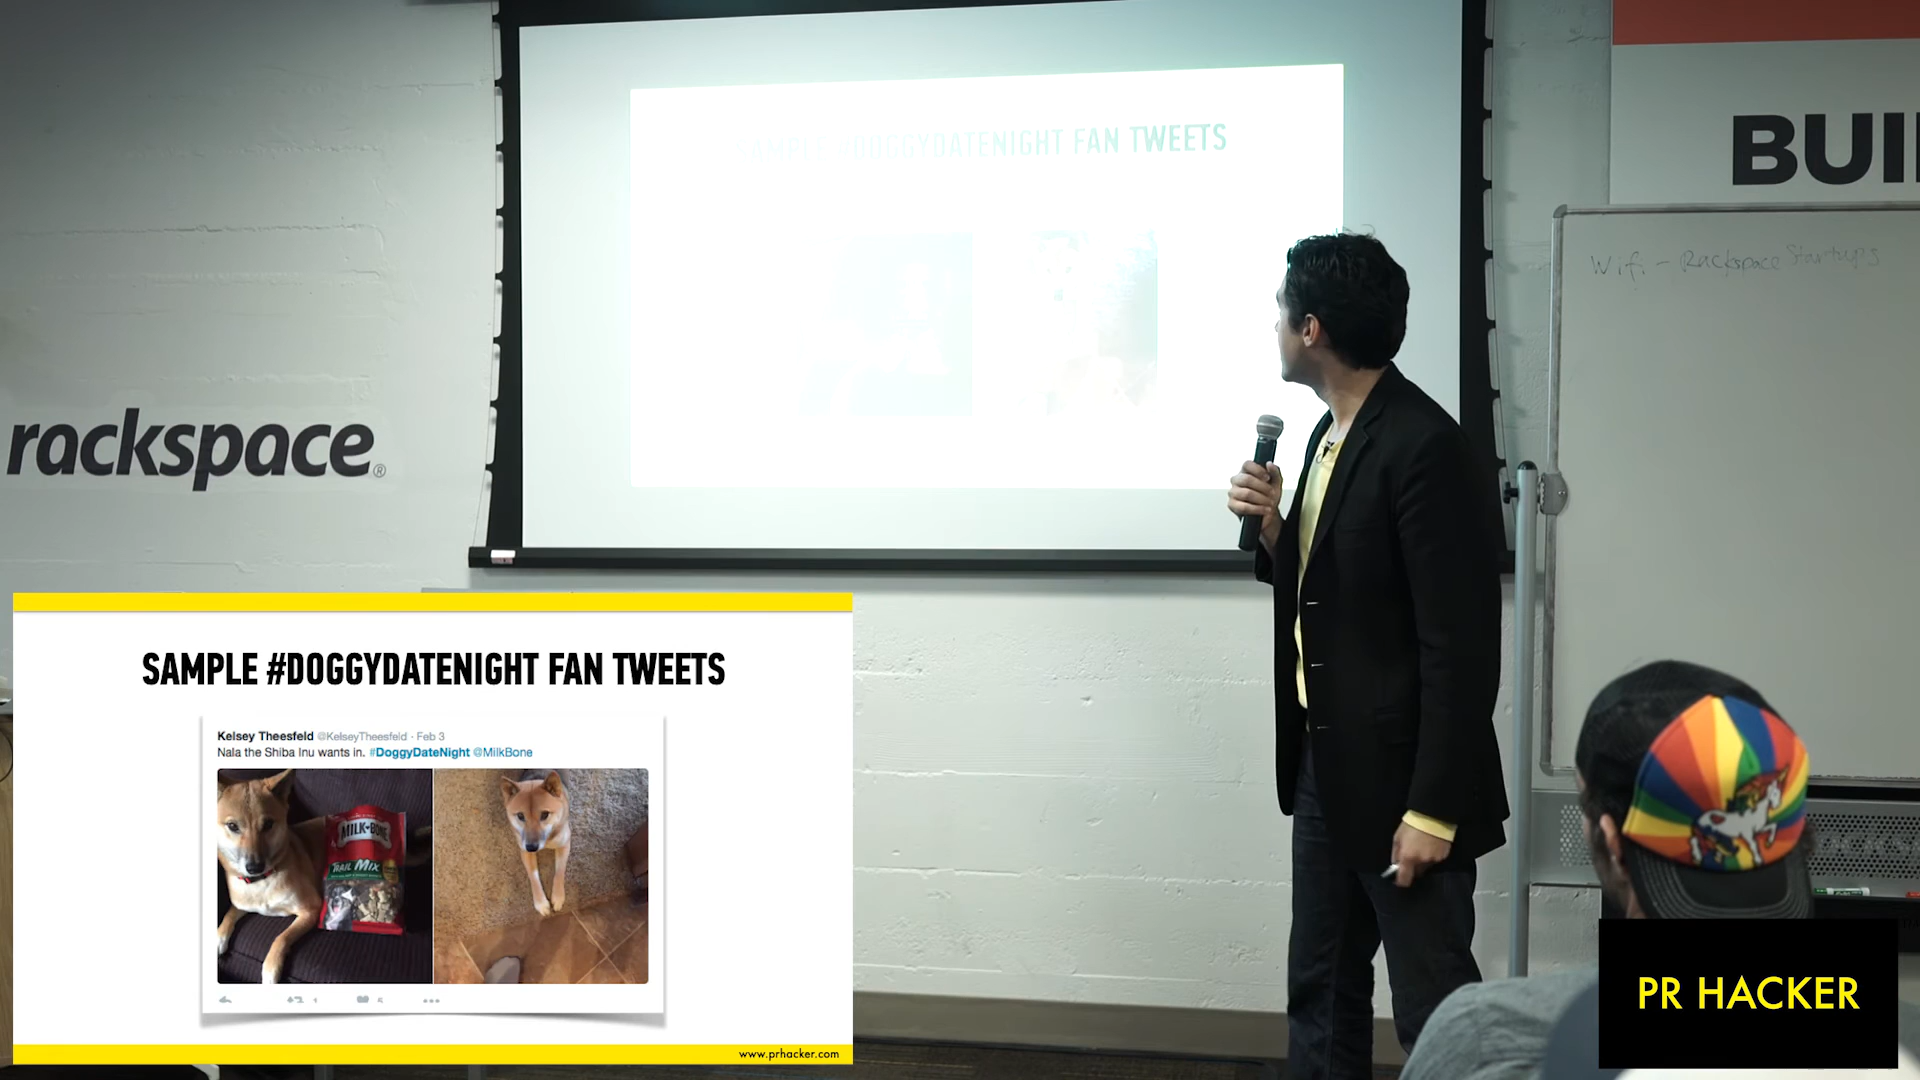 SAMPLE #DOGGYDATENIGHT FAN TWEETS
BUI
Wifi - Rackspace Startups
rackspace®
SAMPLE #DOGGYDATENIGHT FAN TWEETS
Kelsey Theesfeld @KelseyTheesfeld · Feb 3
Nala the Shiba Inu wants in. #DoggyDateNight @MilkBone
MILK-BONE
TRAIL MIX
www.prhacker.com
PR HACKER